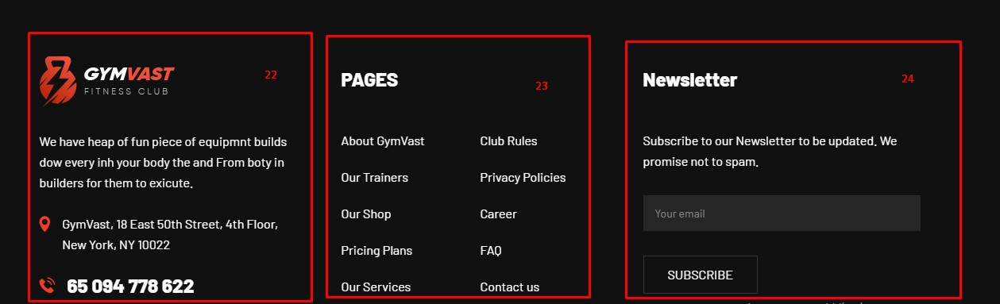 GYMVAST
FITNESS CLUB
22
We have heap of fun piece of equipmnt builds
dow every inh your body the and From boty in
builders for them to exicute.
GymVast, 18 East 50th Street, 4th Floor,
New York, NY 10022
65 094 778 622
PAGES
23
About GymVast
Our Trainers
Our Shop
Pricing Plans
Our Services
Club Rules
Privacy Policies
Career
FAQ
Contact us
Newsletter
24
Subscribe to our Newsletter to be updated. We
promise not to spam.
Your email
SUBSCRIBE